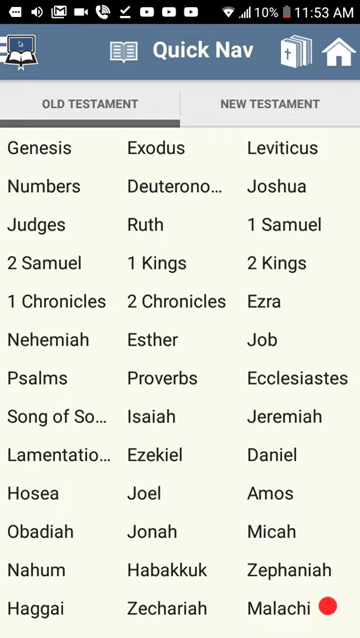 10% 11:53 AM
Quick Nav
OLD TESTAMENT NEW TESTAMENT
Genesis Exodus Leviticus
Numbers Deuterono... Joshua
Judges Ruth 1 Samuel
2 Samuel 1 Kings 2 Kings
1 Chronicles 2 Chronicles Ezra
Nehemiah Esther Job
Psalms Proverbs Ecclesiastes
Song of So... Isaiah Jeremiah
Lamentatio... Ezekiel Daniel
Hosea Joel Amos
Obadiah Jonah Micah
Nahum Habakkuk Zephaniah
Haggai Zechariah Malachi